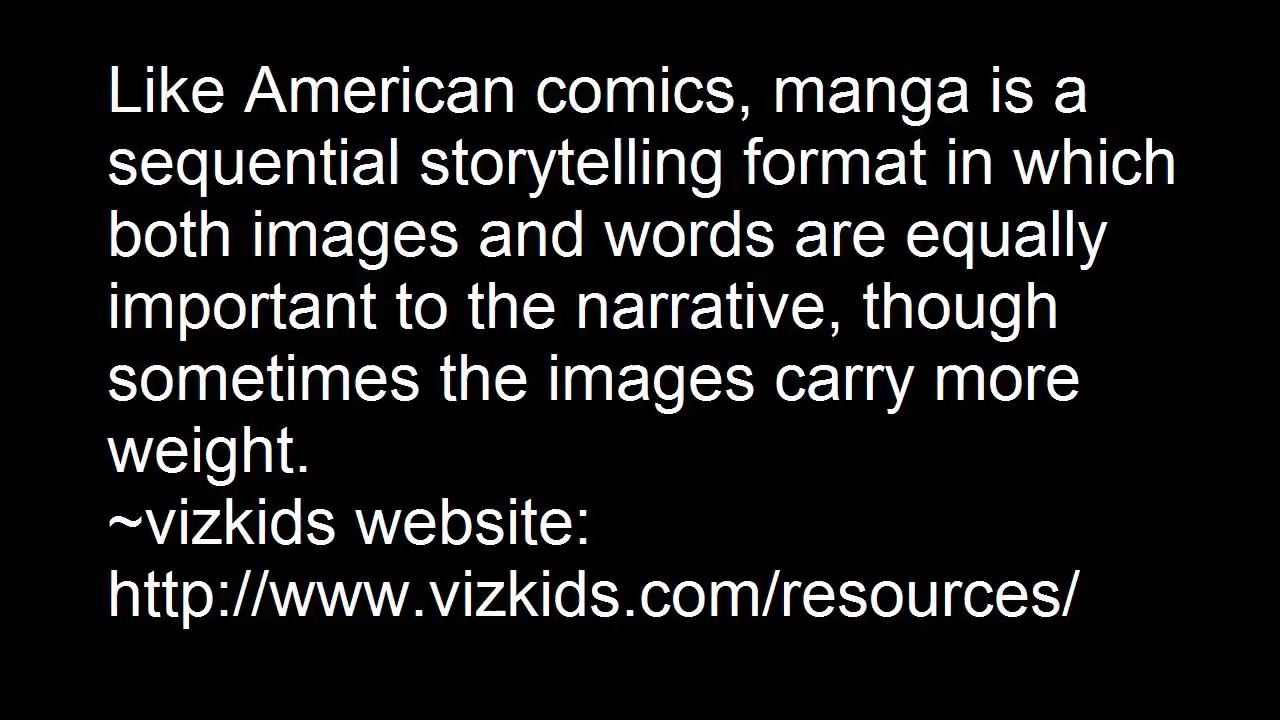 Like American comics, manga is a
sequential storytelling format in which
both images and words are equally
important to the narrative, though
sometimes the images carry more
weight.
~vizkids website:
http://www.vizkids.com/resources/